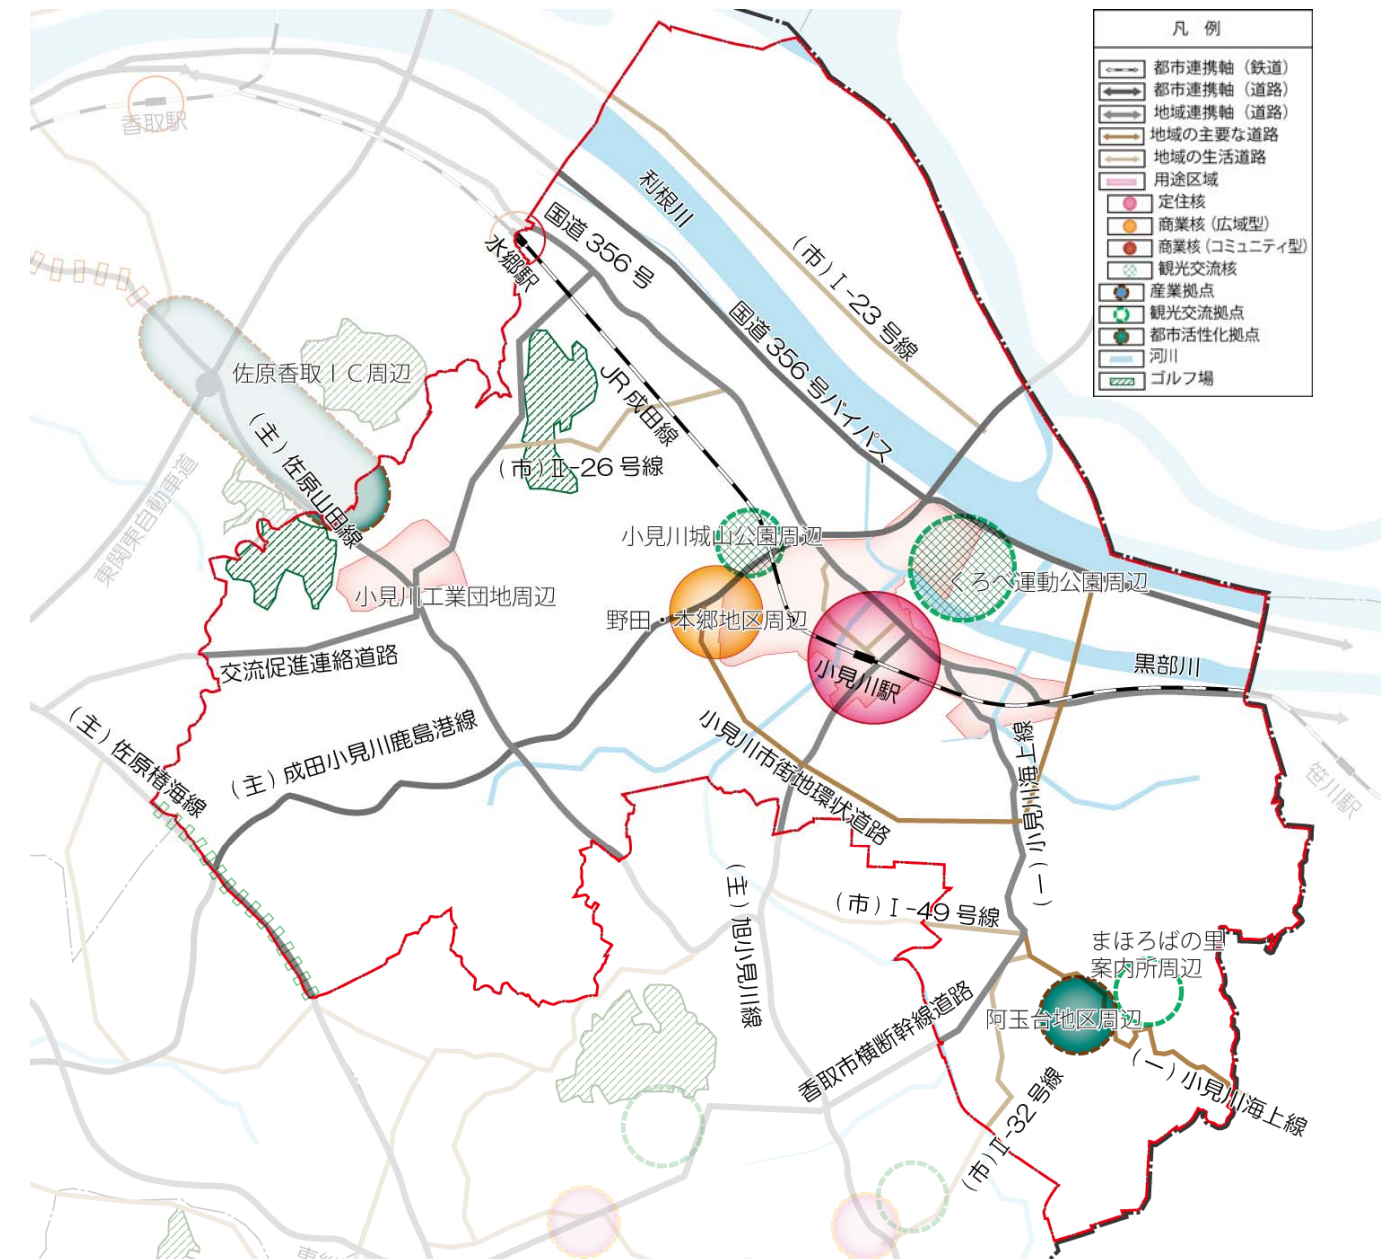 凡 例
都市連携軸（鉄道）
都市連携軸（道路）
地域連携軸（道路）
地域の主要な道路
地域の生活道路
用途区域
定住核
商業核（広域型）
商業核（コミュニティ型）
観光交流核
産業拠点
観光交流拠点
都市活性化拠点
河川
ゴルフ場
香取駅
水郷駅
国道356号
利根川
(市)Ⅰ-23号線
国道356号バイパス
JR成田線
佐原香取ＩＣ周辺
(主)佐原山田線
東関東自動車道
(市)Ⅱ-26号線
小見川城山公園周辺
くろべ運動公園周辺
小見川工業団地周辺
野田・本郷地区周辺
交流促進連絡道路
小見川駅
黒部川
(主)佐原椿海線
(主)成田小見川鹿島港線
小見川市街地環状道路
(一)小見川海上線
笹川駅
(主)旭小見川線
(市)Ⅰ-49号線
まほろばの里
案内所周辺
阿玉台地区周辺
香取市横断幹線道路
(一)小見川海上線
(市)Ⅱ-32号線